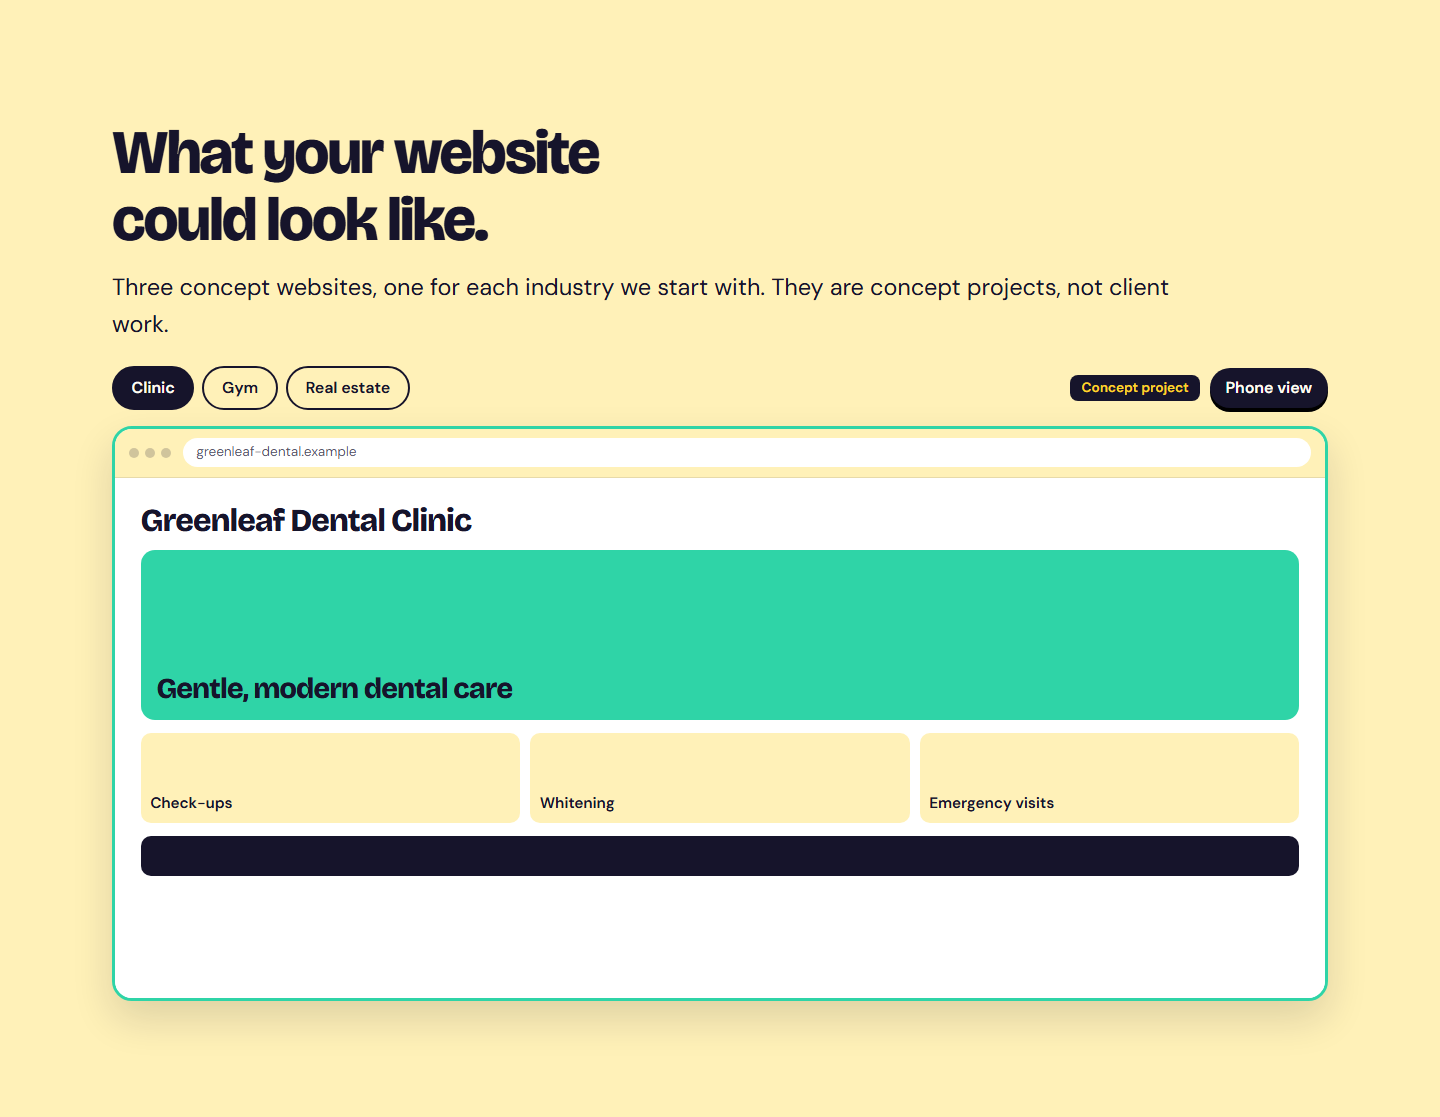 What your website
could look like.
Three concept websites, one for each industry we start with. They are concept projects, not client
work.
Clinic
Gym
Real estate
Concept project
Phone view
greenleaf-dental.example
Greenleaf Dental Clinic
Gentle, modern dental care
Check-ups
Whitening
Emergency visits